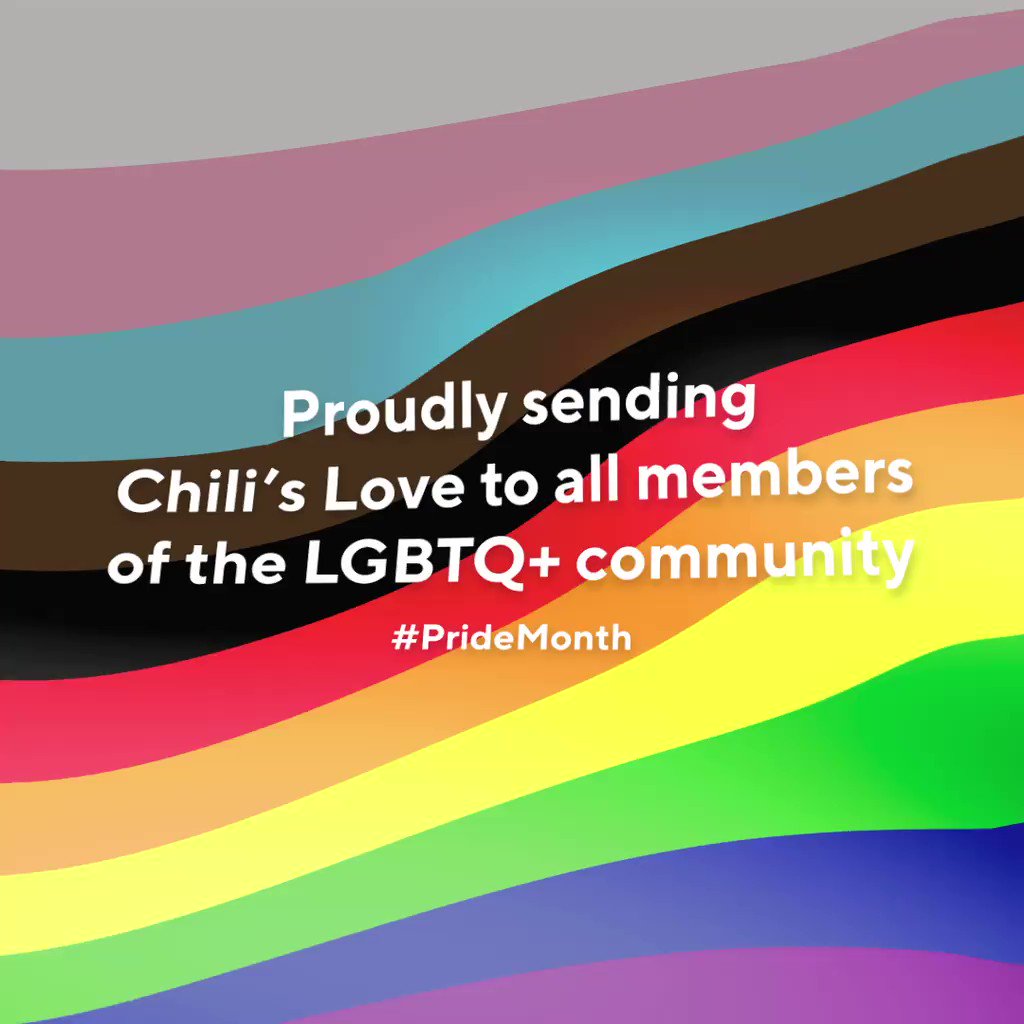 Proudly sending
Chili's Love to all members
of the LGBTQ+ community
#PrideMonth